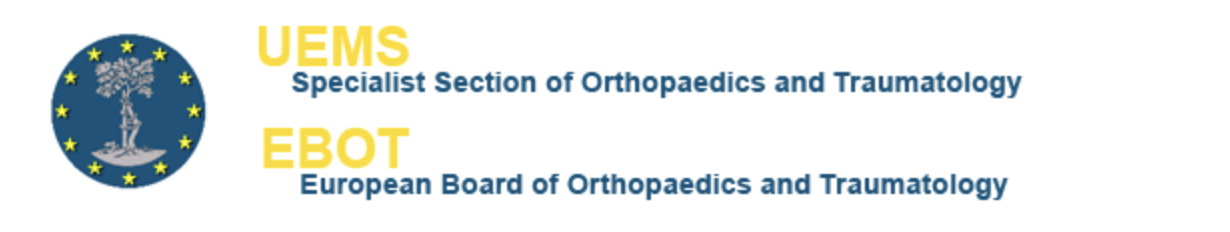 UEMS
Specialist Section of Orthopaedics and Traumatology
EBOT
European Board of Orthopaedics and Traumatology